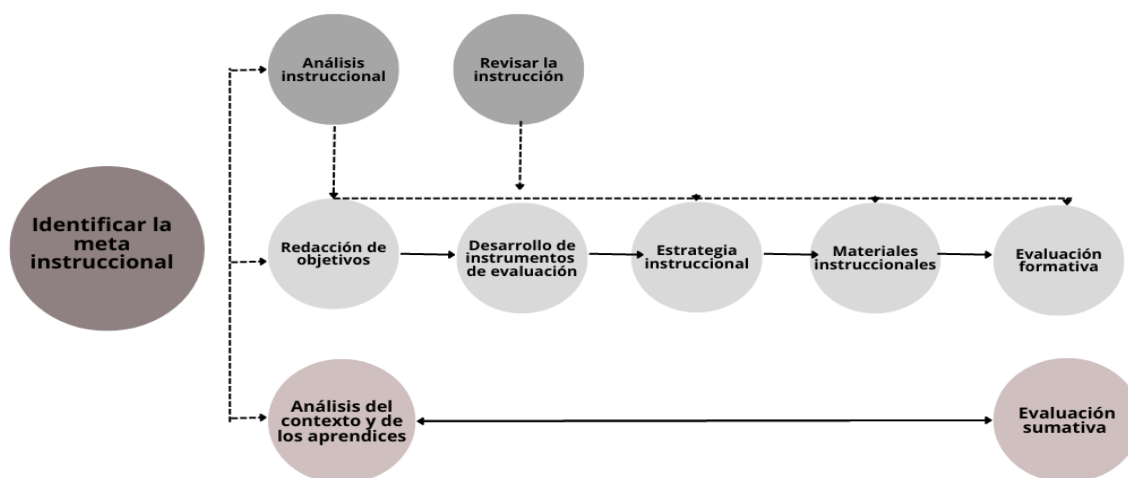 Análisis
instruccional
Revisar la
instrucción
Identificar la
meta
instruccional
Redacción de
objetivos
Desarrollo de
instrumentos
de evaluación
Estrategia
instruccional
Materiales
instruccionales
Evaluación
formativa
Análisis del
contexto y de
los aprendices
Evaluación
sumativa